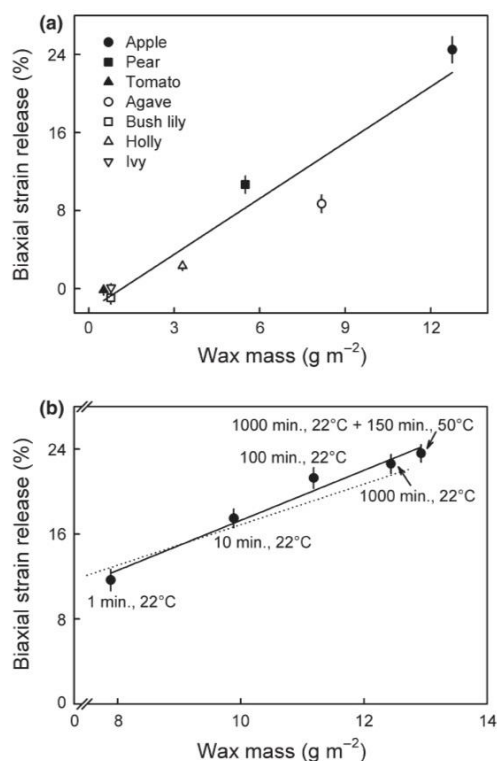 (a)
Apple
Pear
Tomato
Agave
Bush lily
Holly
Ivy
Biaxial strain release (%)
24
16
8
0
0 3 6 9 12
Wax mass (g m⁻²)
(b)
1000 min., 22°C + 150 min., 50°C
100 min., 22°C
1000 min., 22°C
10 min., 22°C
1 min., 22°C
Biaxial strain release (%)
24
16
8
0
8 10 12 14
Wax mass (g m⁻²)